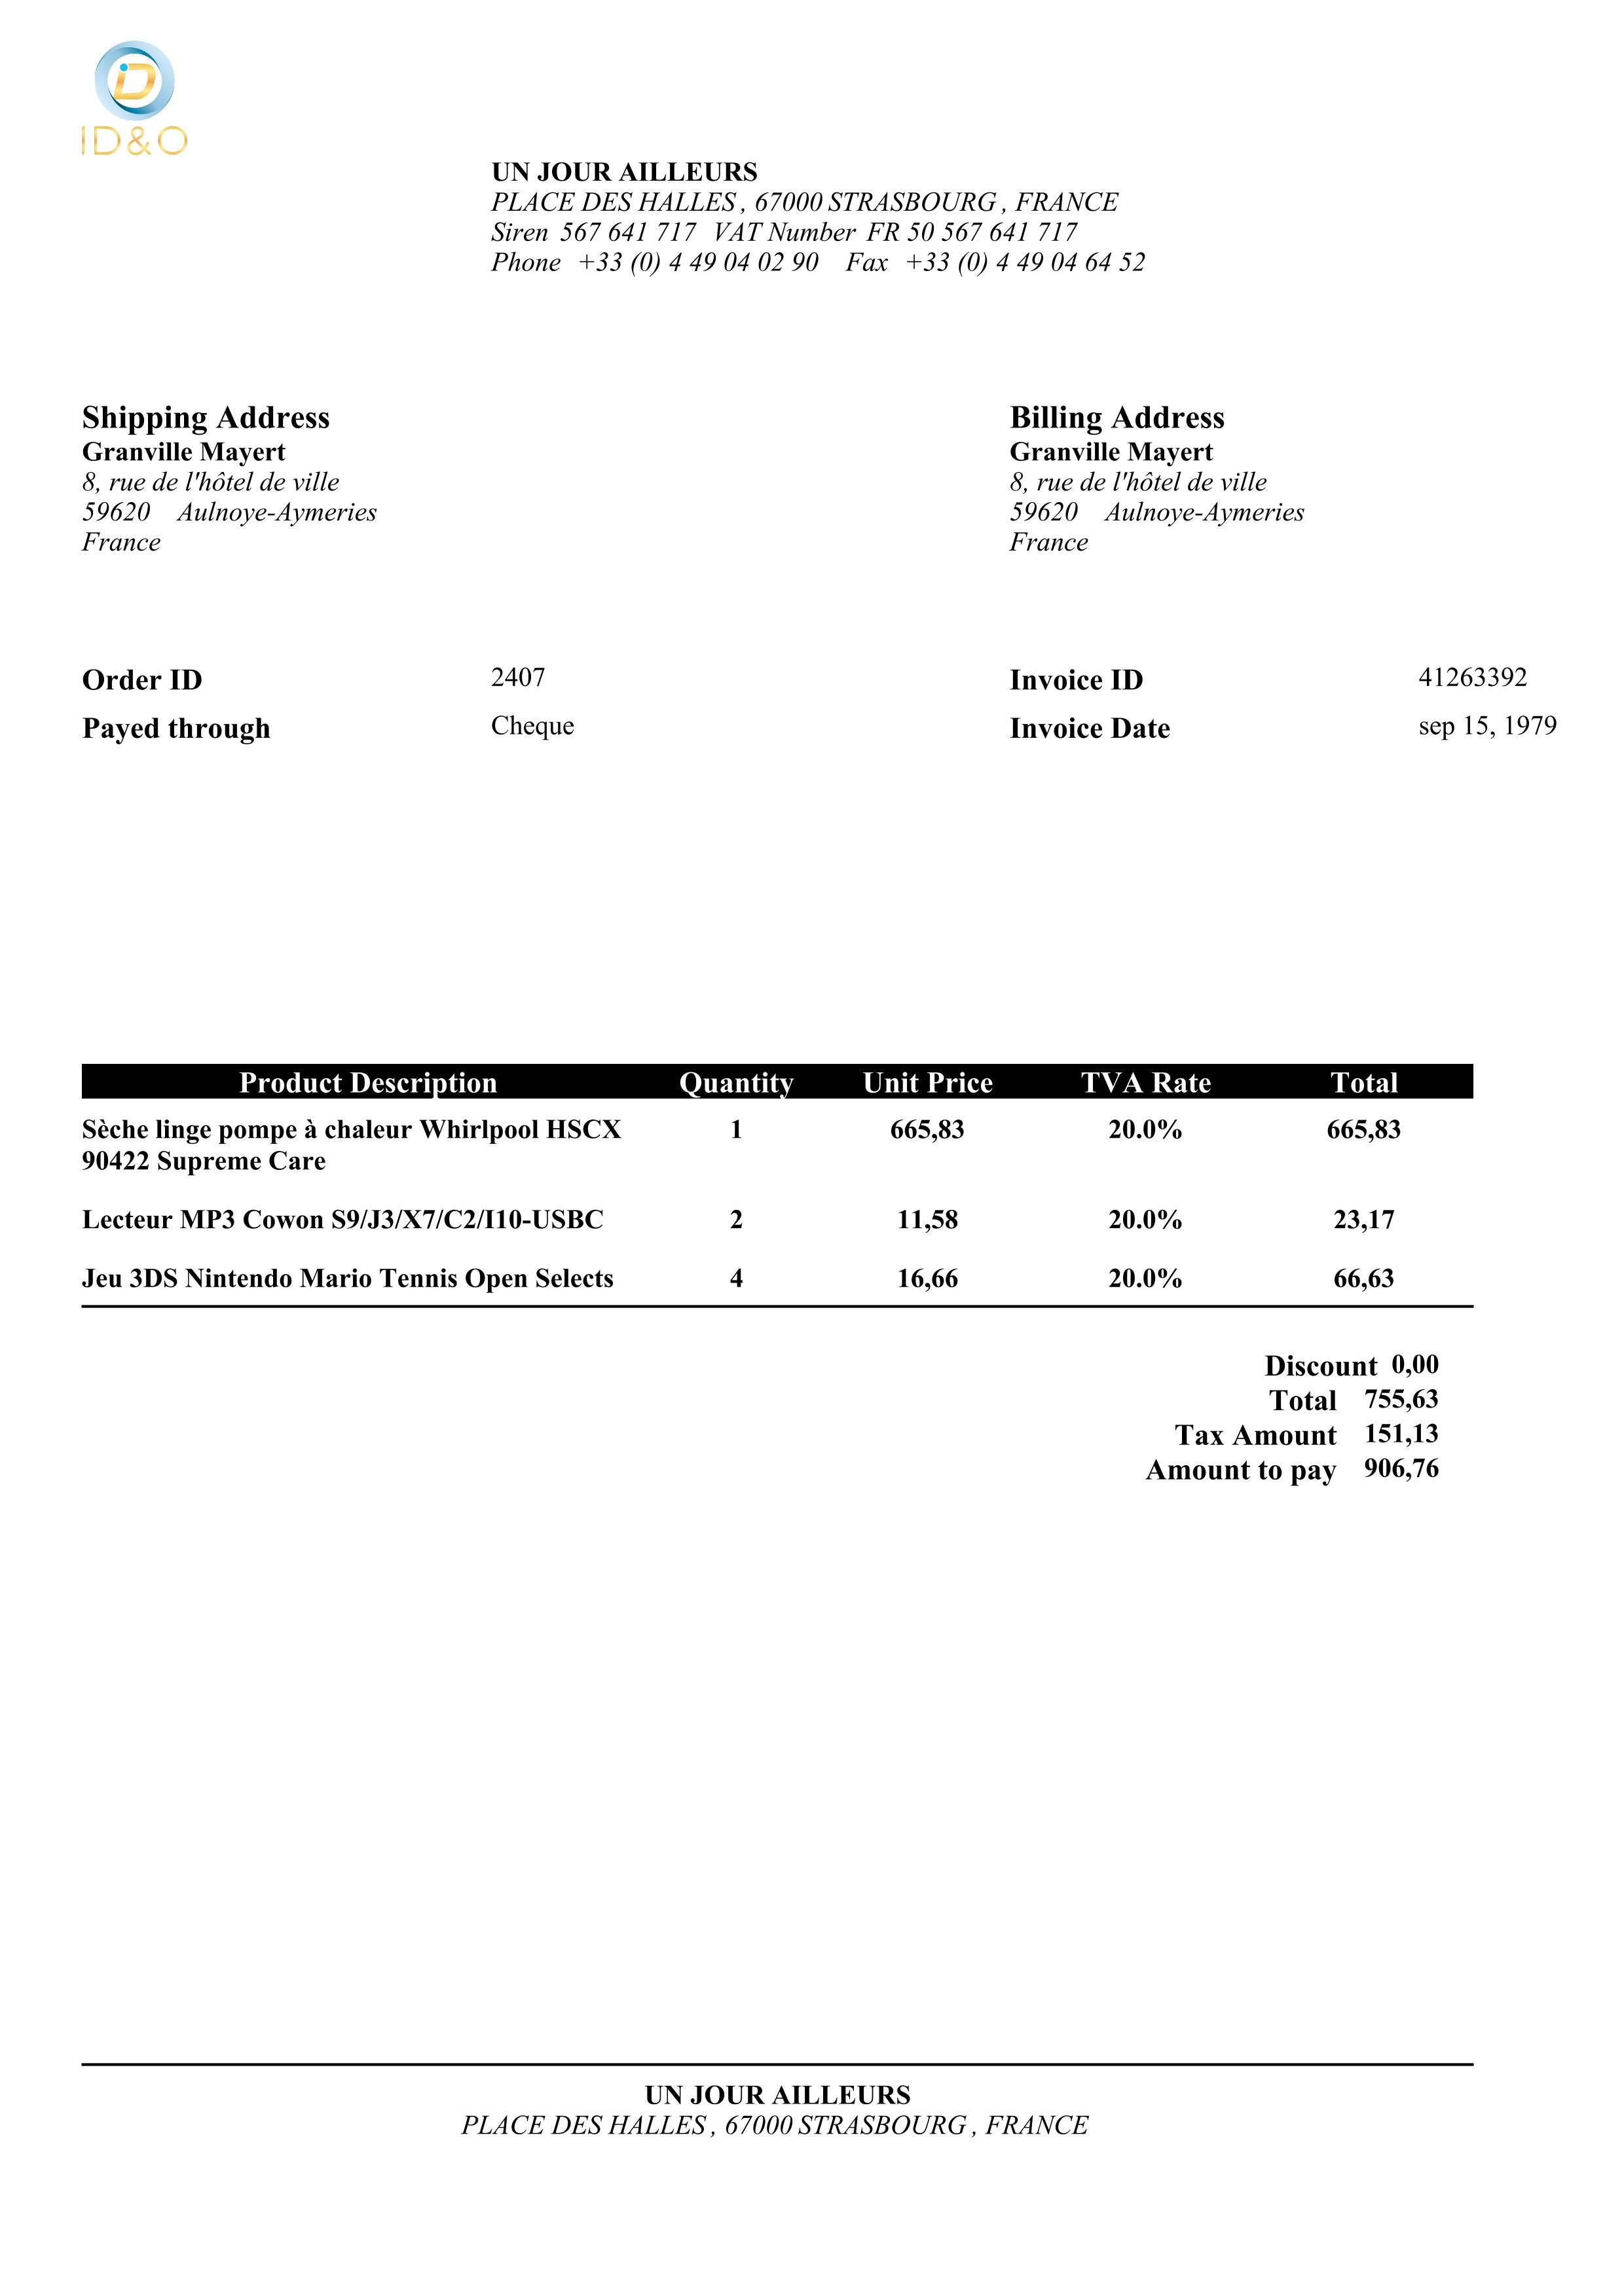 ID&O
UN JOUR AILLEURS
PLACE DES HALLES , 67000 STRASBOURG , FRANCE
Siren 567 641 717 VAT Number FR 50 567 641 717
Phone +33 (0) 4 49 04 02 90 Fax +33 (0) 4 49 04 64 52
Shipping Address
Granville Mayert
8, rue de l'hôtel de ville
59620 Aulnoye-Aymeries
France
Billing Address
Granville Mayert
8, rue de l'hôtel de ville
59620 Aulnoye-Aymeries
France
Order ID 2407 Invoice ID 41263392
Payed through Cheque Invoice Date sep 15, 1979
Product Description Quantity Unit Price TVA Rate Total
Sèche linge pompe à chaleur Whirlpool HSCX 1 665,83 20.0% 665,83
90422 Supreme Care
Lecteur MP3 Cowon S9/J3/X7/C2/I10-USBC 2 11,58 20.0% 23,17
Jeu 3DS Nintendo Mario Tennis Open Selects 4 16,66 20.0% 66,63
Discount 0,00
Total 755,63
Tax Amount 151,13
Amount to pay 906,76
UN JOUR AILLEURS
PLACE DES HALLES , 67000 STRASBOURG , FRANCE